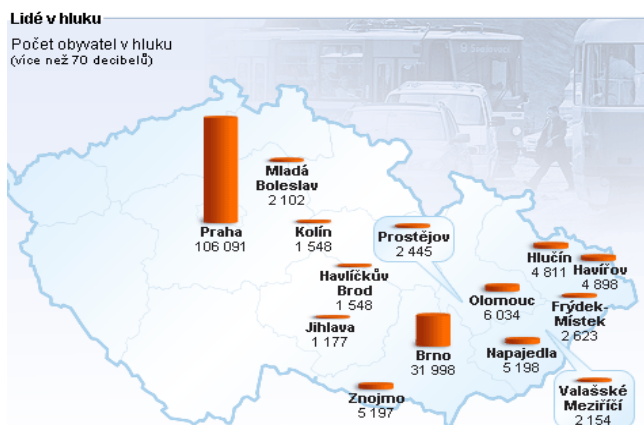 Lidé v hluku
Počet obyvatel v hluku
(více než 70 decibelů)
Praha
106 091
Mladá
Boleslav
2 102
Kolín
1 548
Prostějov
2 445
Havlíčkův
Brod
1 548
Jihlava
1 177
Hlučín
4 811
Havířov
4 898
Olomouc
6 034
Frýdek-
Místek
2 623
Brno
31 998
Napajedla
5 198
Znojmo
5 197
Valašské
Meziříčí
2 154